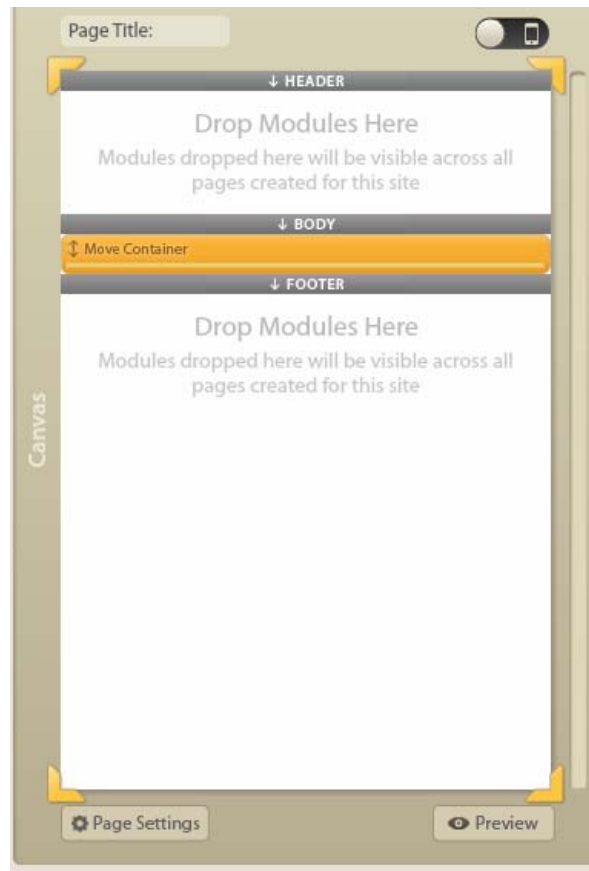 Page Title:
↓ HEADER
Drop Modules Here
Modules dropped here will be visible across all
pages created for this site
↓ BODY
Move Container
↓ FOOTER
Drop Modules Here
Modules dropped here will be visible across all
pages created for this site
Canvas
Page Settings
Preview